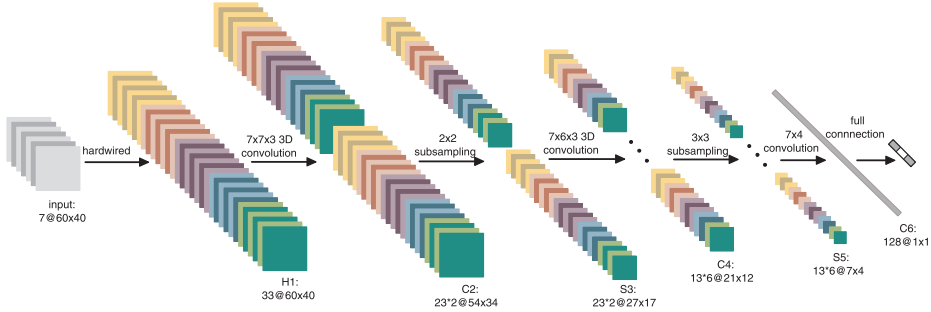 hardwired
7x7x3 3D
convolution
2x2
subsampling
7x6x3 3D
convolution
3x3
subsampling
7x4
convolution
full
connnection
input:
7@60x40
H1:
33@60x40
C2:
23*2@54x34
S3:
23*2@27x17
C4:
13*6@21x12
S5:
13*6@7x4
C6:
128@1x1